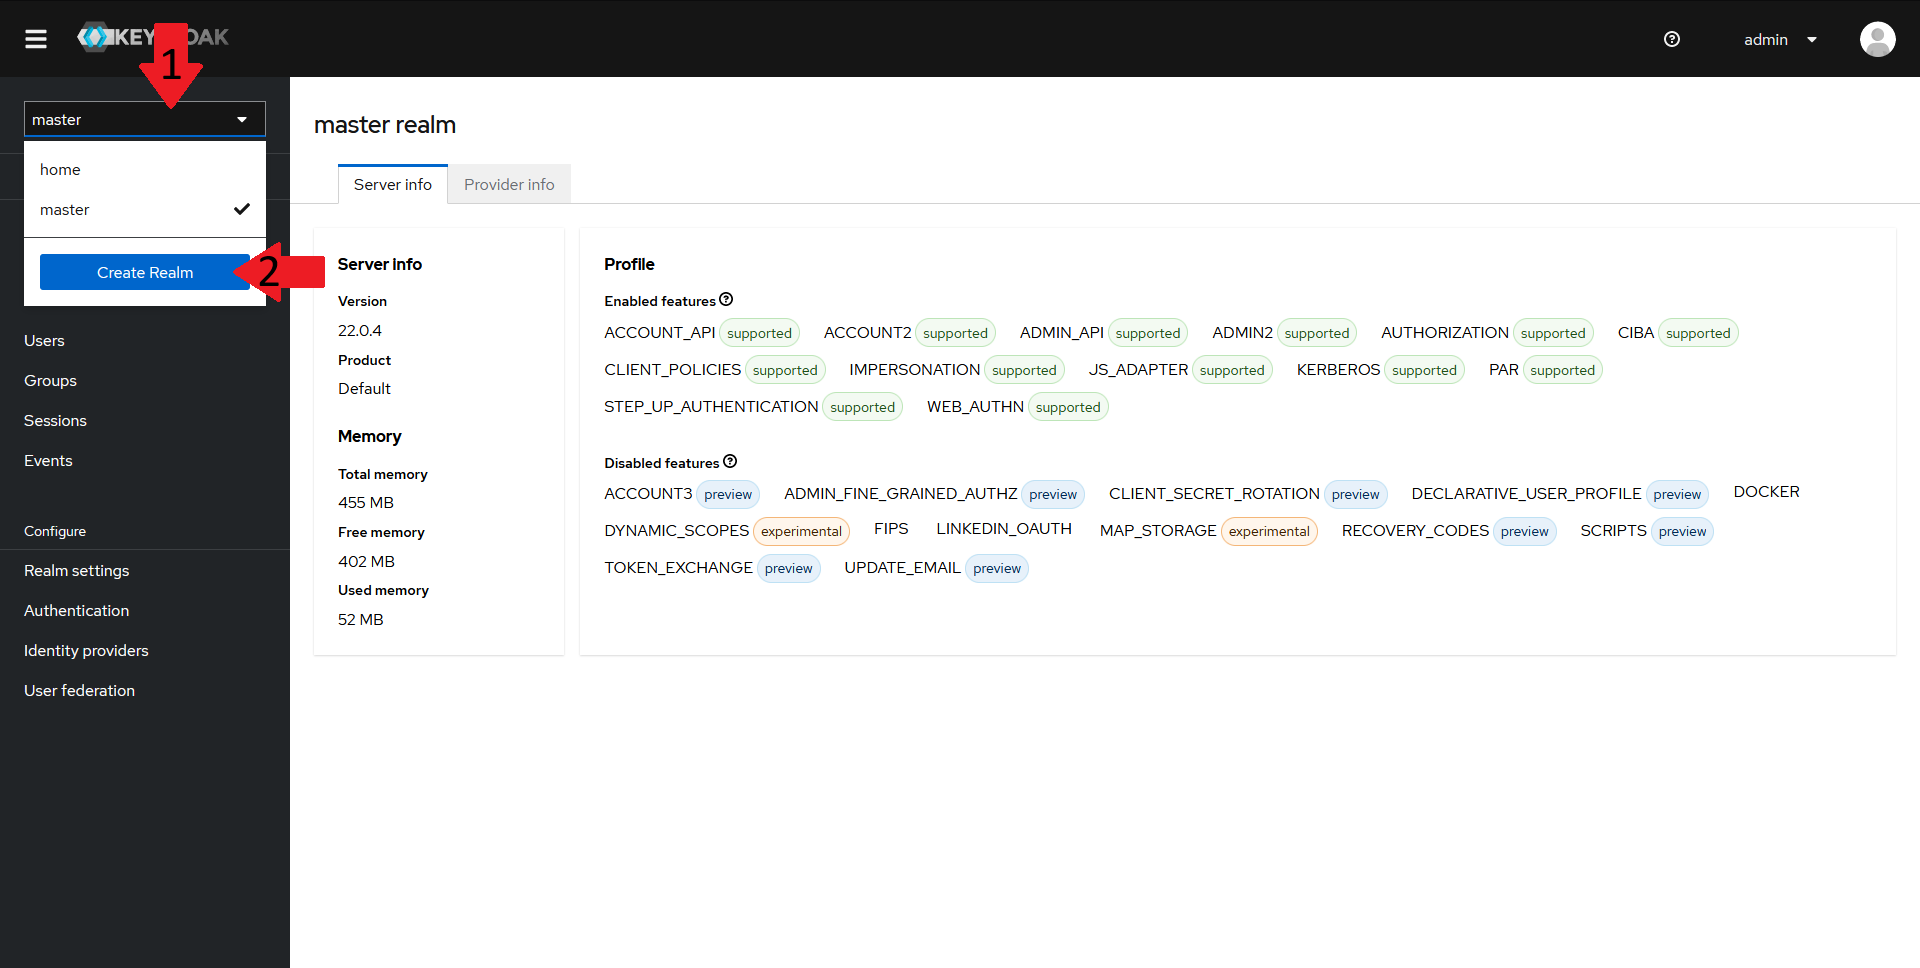 KEY OAK
1
admin
master
home
master
Create Realm
2
Users
Groups
Sessions
Events
Configure
Realm settings
Authentication
Identity providers
User federation
master realm
Server info Provider info
Server info
Version
22.0.4
Product
Default
Memory
Total memory
455 MB
Free memory
402 MB
Used memory
52 MB
Profile
Enabled features ?
ACCOUNT_API supported ACCOUNT2 supported ADMIN_API supported ADMIN2 supported AUTHORIZATION supported CIBA supported
CLIENT_POLICIES supported IMPERSONATION supported JS_ADAPTER supported KERBEROS supported PAR supported
STEP_UP_AUTHENTICATION supported WEB_AUTHN supported
Disabled features ?
ACCOUNT3 preview ADMIN_FINE_GRAINED_AUTHZ preview CLIENT_SECRET_ROTATION preview DECLARATIVE_USER_PROFILE preview DOCKER
DYNAMIC_SCOPES experimental FIPS LINKEDIN_OAUTH MAP_STORAGE experimental RECOVERY_CODES preview SCRIPTS preview
TOKEN_EXCHANGE preview UPDATE_EMAIL preview